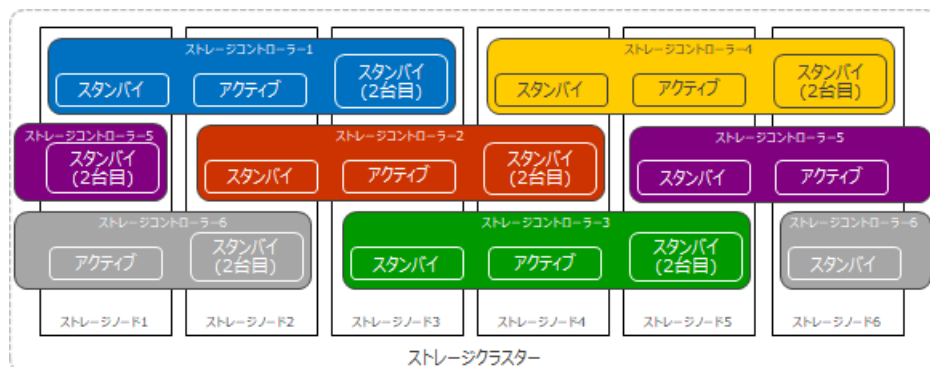 ストレージコントローラー1
スタンバイ
アクティブ
スタンバイ
(2台目)
ストレージコントローラー4
スタンバイ
アクティブ
スタンバイ
(2台目)
ストレージコントローラー5
スタンバイ
(2台目)
ストレージコントローラー2
スタンバイ
アクティブ
スタンバイ
(2台目)
ストレージコントローラー5
スタンバイ
アクティブ
ストレージコントローラー6
アクティブ
スタンバイ
(2台目)
ストレージコントローラー3
スタンバイ
アクティブ
スタンバイ
(2台目)
ストレージコントローラー6
スタンバイ
ストレージノード1
ストレージノード2
ストレージノード3
ストレージノード4
ストレージノード5
ストレージノード6
ストレージクラスター